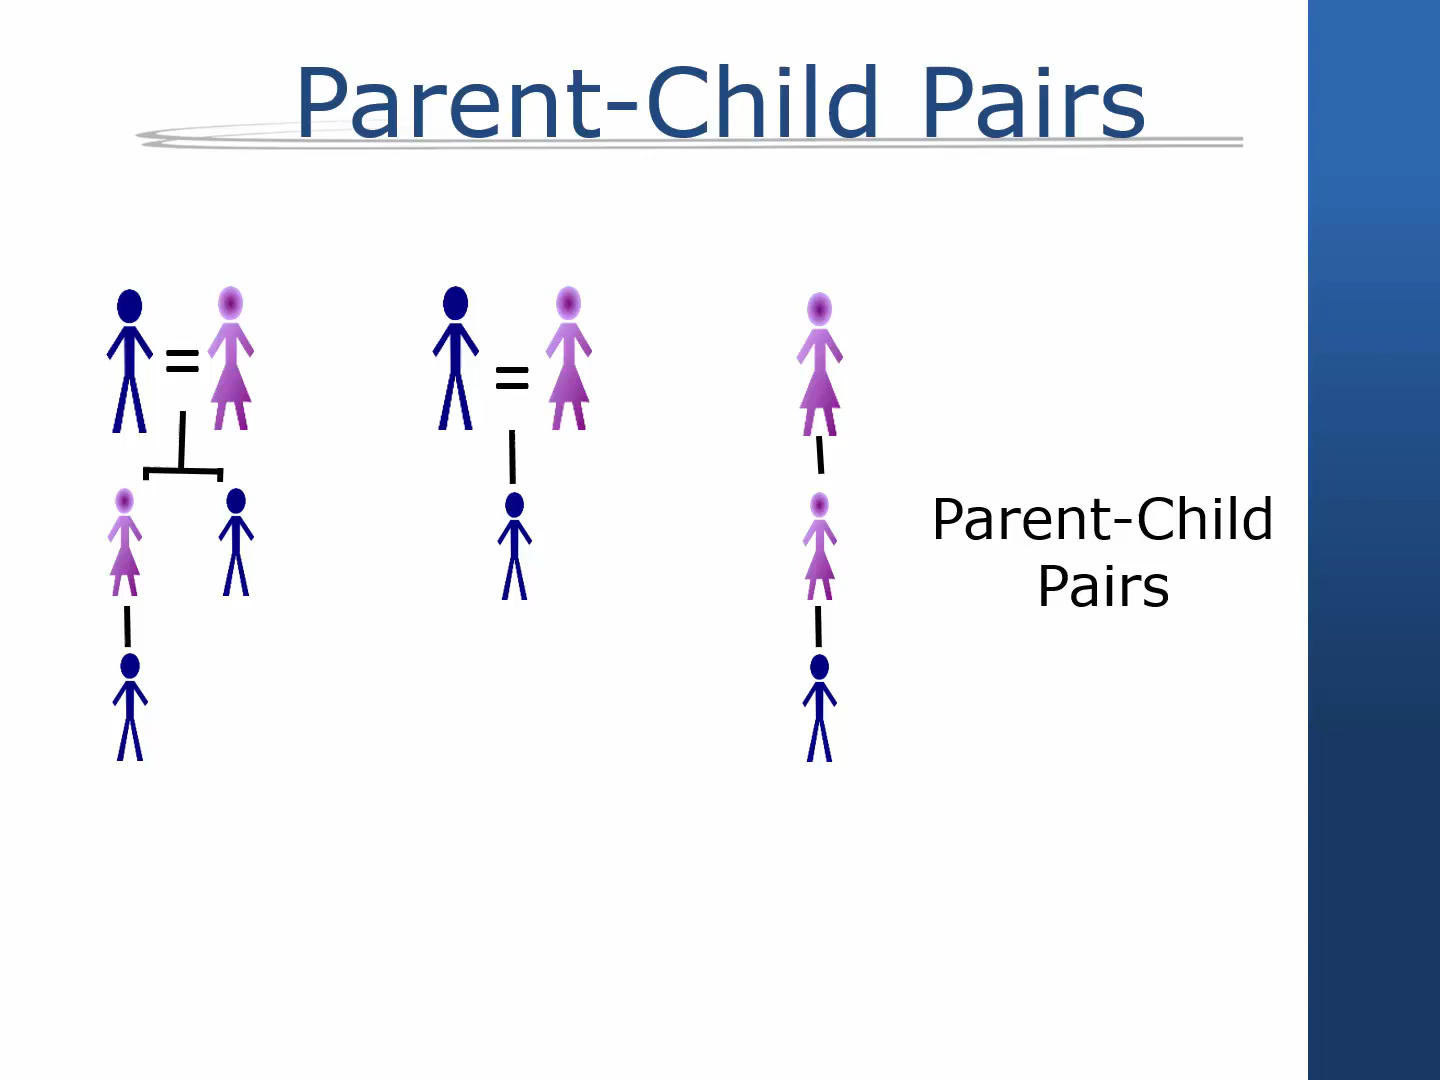 Parent-Child Pairs
=
=
Parent-Child
Pairs